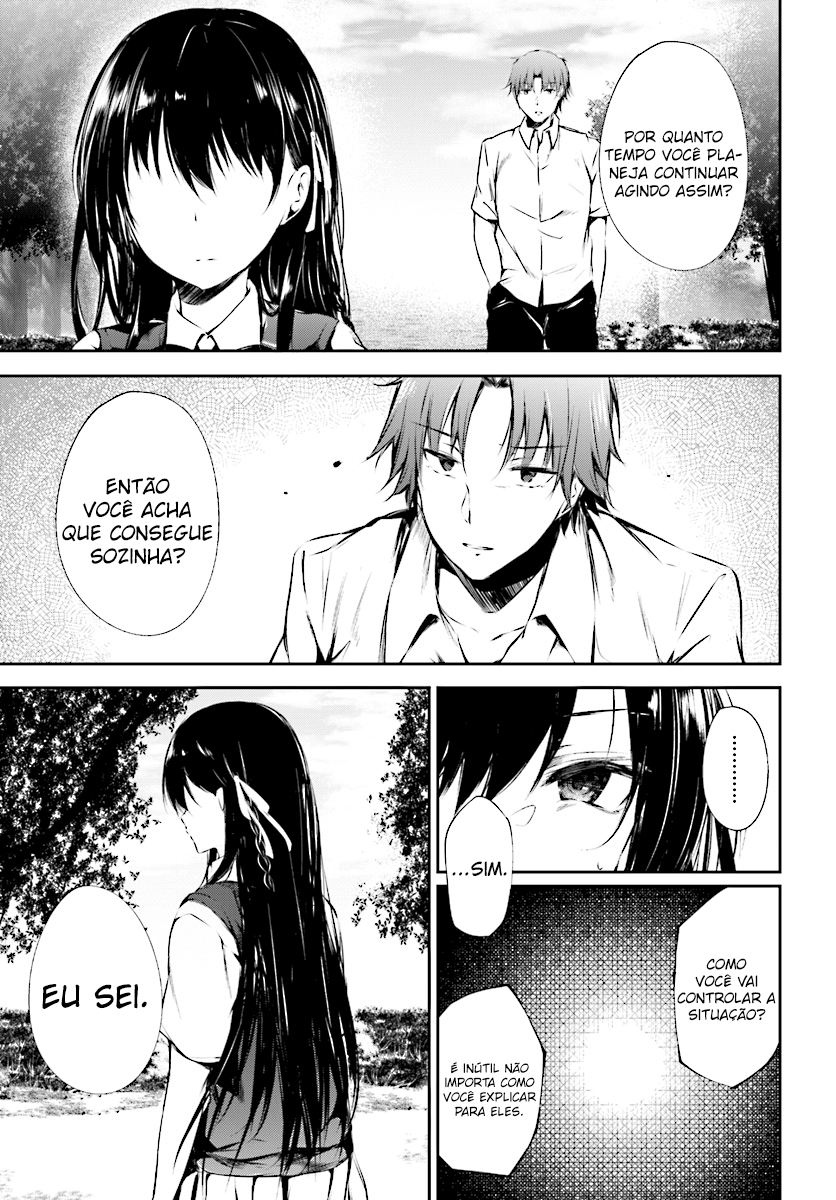 POR QUANTO
TEMPO VOCÊ PLA-
NEJA CONTINUAR
AGINDO ASSIM?
ENTÃO
VOCÊ ACHA
QUE CONSEGUE
SOZINHA?
.........
...SIM.
COMO
VOCÊ VAI
CONTROLAR A
SITUAÇÃO?
É INÚTIL NÃO
IMPORTA COMO
VOCÊ EXPLICAR
PARA ELES.
EU SEI.